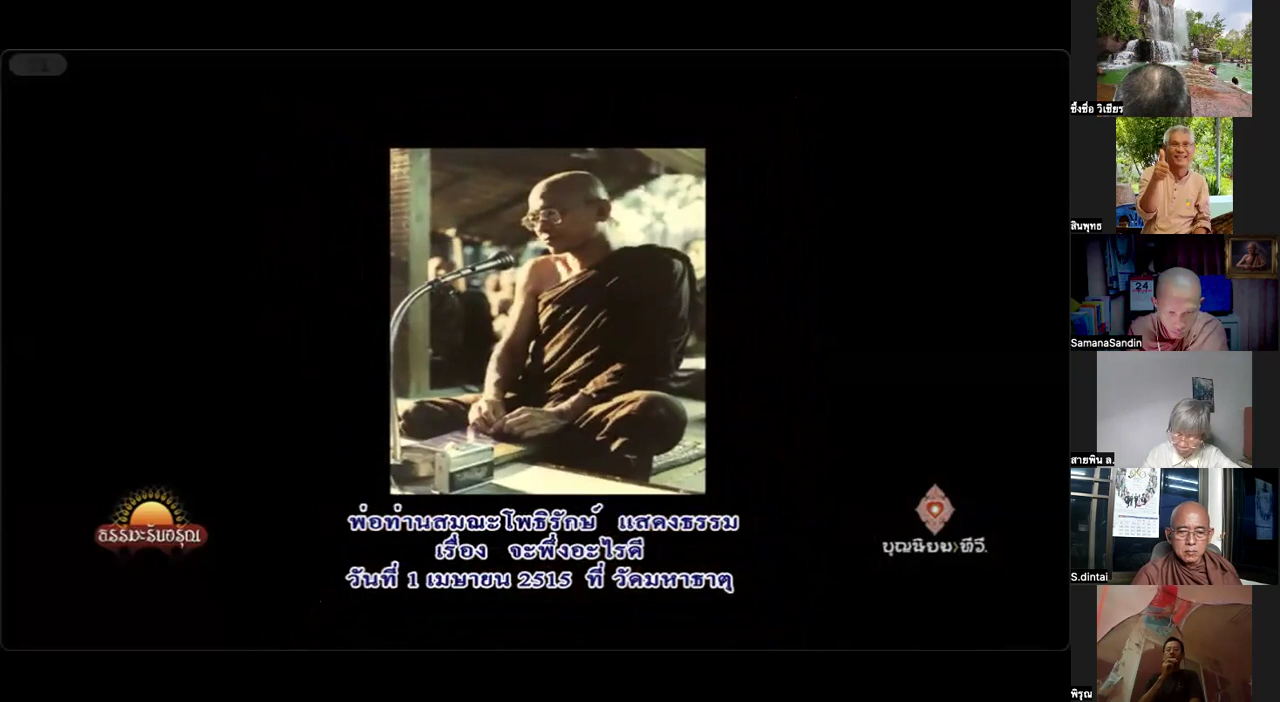 พ่อท่านสมณะโพธิรักษ์ แสดงธรรม
เรื่อง จะพึ่งอะไรดี
วันที่ 1 เมษายน 2515 ที่ วัดมหาธาตุ
ธรรมะรับอรุณ
บุญนิยมทีวี
ซึ้งซื่อ วิเชียร
สินพุทธ
24
SamanaSandin
สายพิน ล.
S.dintai
พิรุณ